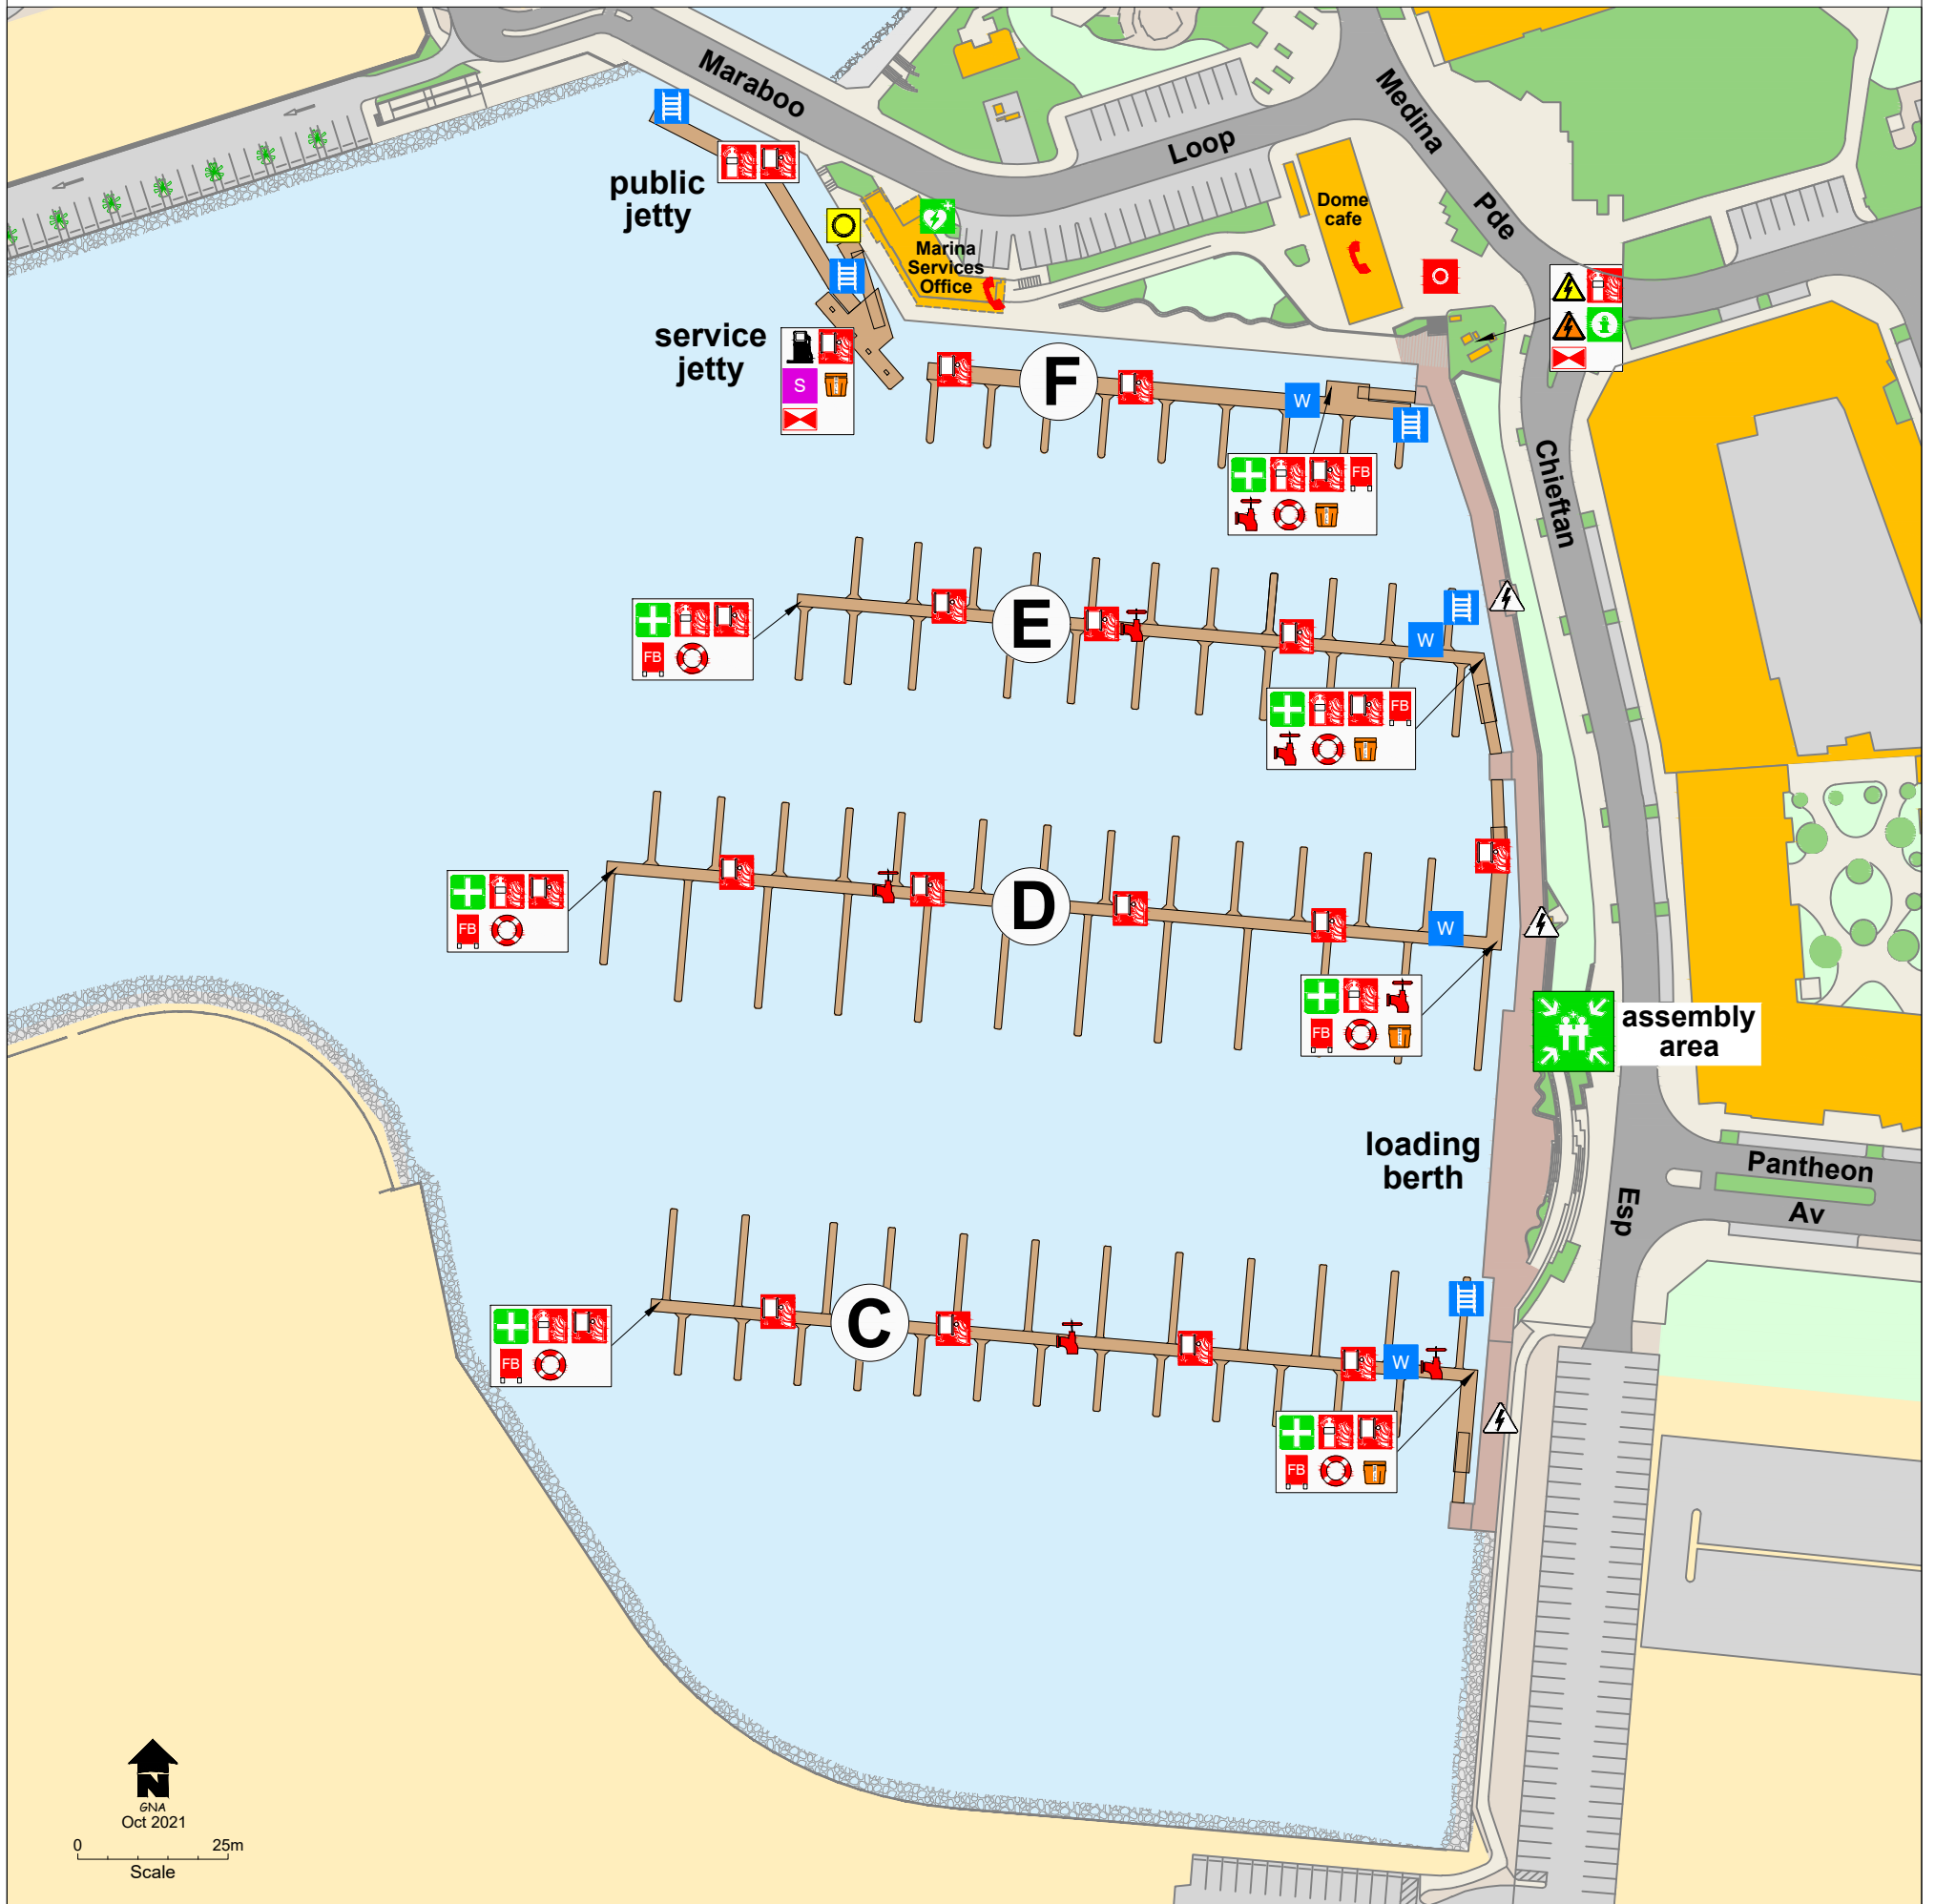 Maraboo
Loop
Medina
Pde
public
jetty
Dome
cafe
Marina
Services
Office
service
jetty
S
F
W
FB
Chieftan
E
W
FB
FB
D
W
FB
FB
assembly
area
loading
berth
Pantheon
Av
Esp
C
W
FB
FB
N
GNA
Oct 2021
0 25m
Scale